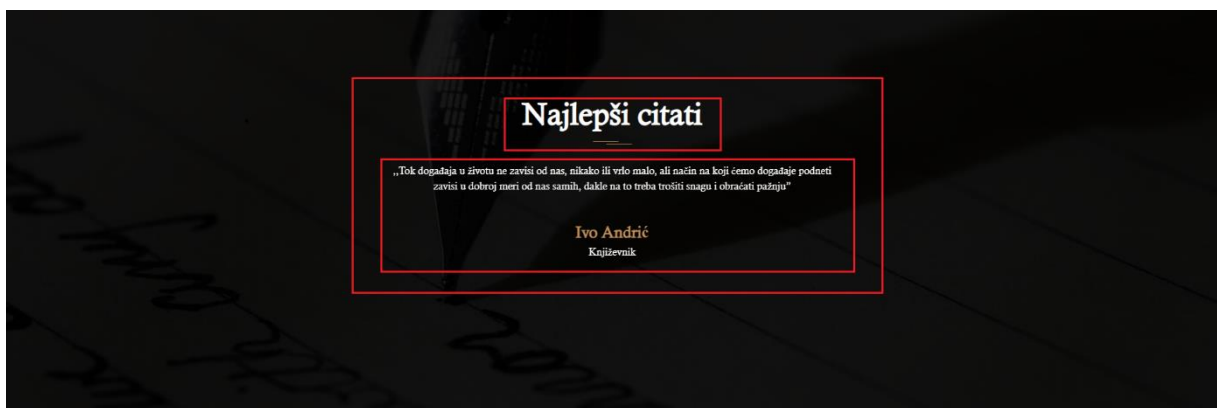 Najlepši citati
,,Tok događaja u životu ne zavisi od nas, nikako ili vrlo malo, ali način na koji ćemo događaje podneti
zavisi u dobroj meri od nas samih, dakle na to treba trošiti snagu i obraćati pažnju”
Ivo Andrić
Književnik